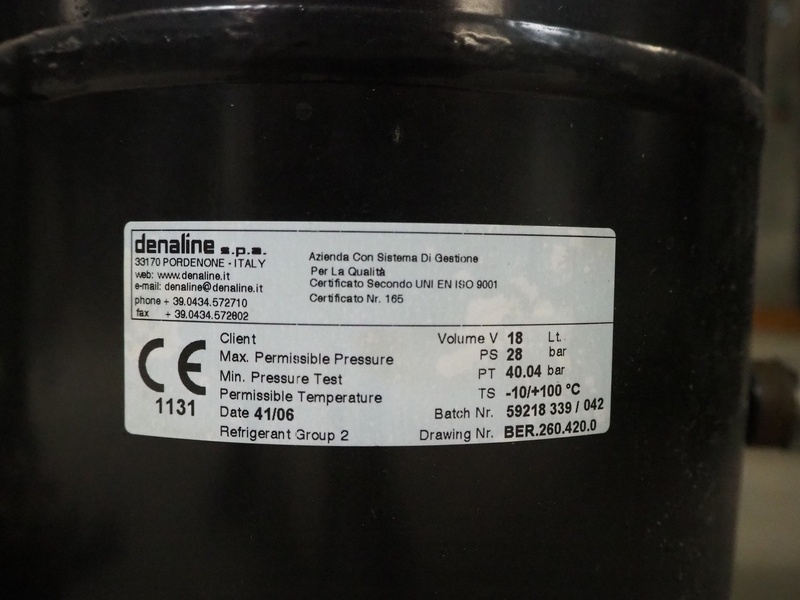 denaline s.p.a.
33170 PORDENONE - ITALY
web: www.denaline.it
e-mail: denaline@denaline.it
phone + 39.0434.572710
fax + 39.0434.572802
Azienda Con Sistema Di Gestione
Per La Qualità
Certificato Secondo UNI EN ISO 9001
Certificato Nr. 165
CE
1131
Client Volume V 18 Lt.
Max. Permissible Pressure PS 28 bar
Min. Pressure Test PT 40.04 bar
Permissible Temperature TS -10/+100 °C
Date 41/06 Batch Nr. 59218 339 / 042
Refrigerant Group 2 Drawing Nr. BER.260.420.0